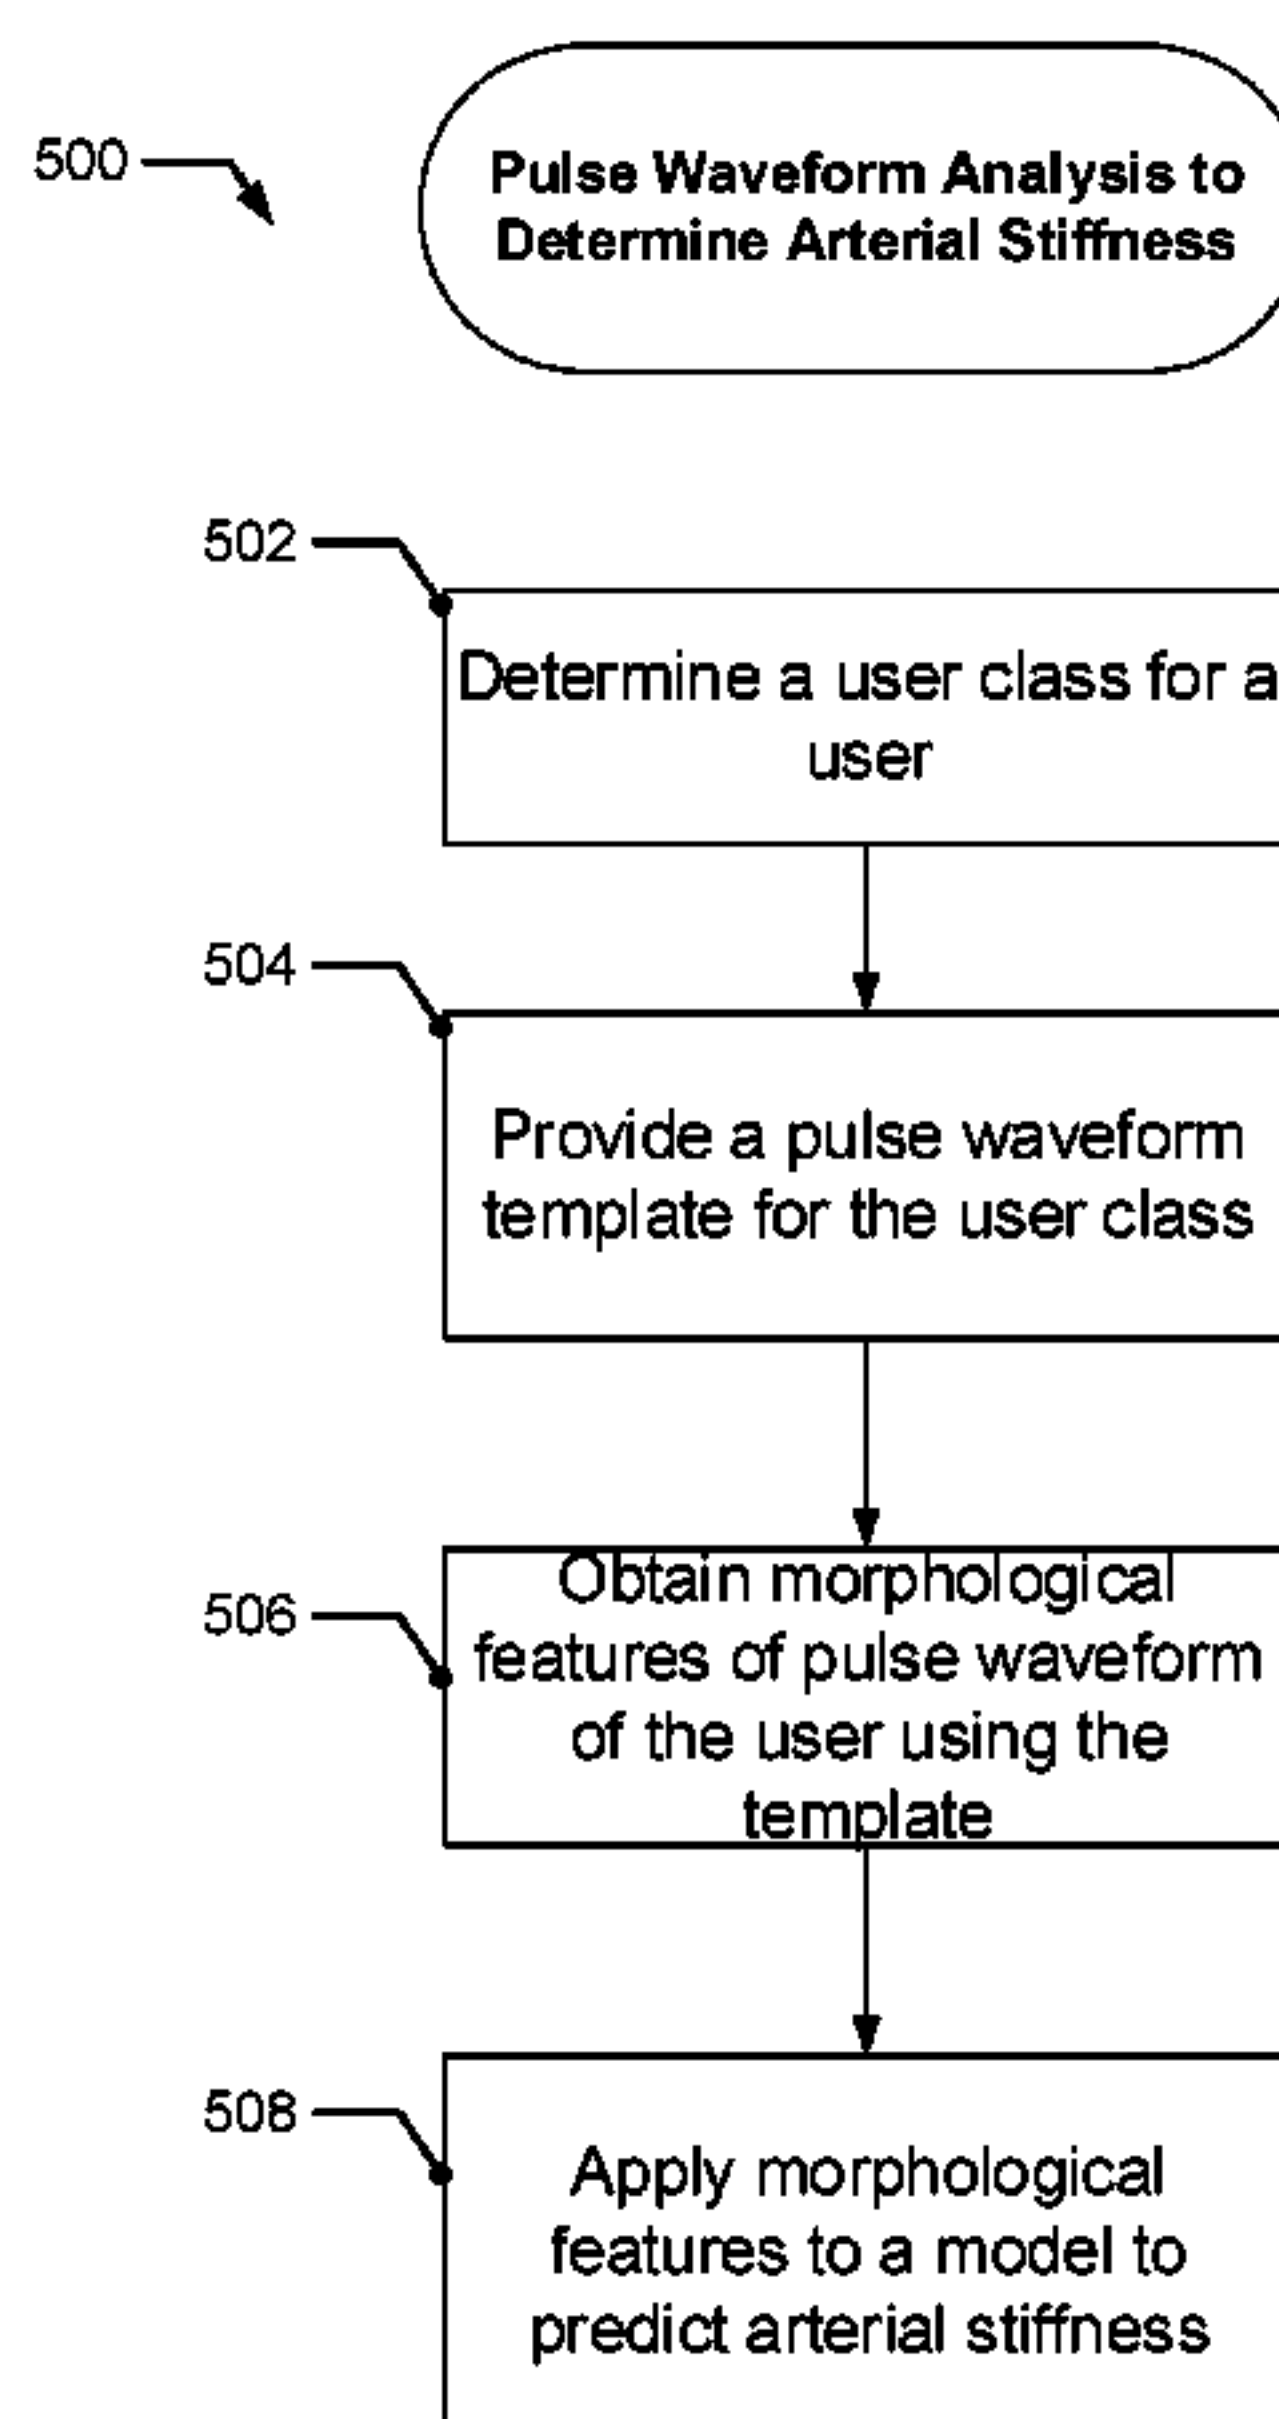 500
Pulse Waveform Analysis to
Determine Arterial Stiffness
502
Determine a user class for a
user
504
Provide a pulse waveform
template for the user class
506
Obtain morphological
features of pulse waveform
of the user using the
template
508
Apply morphological
features to a model to
predict arterial stiffness